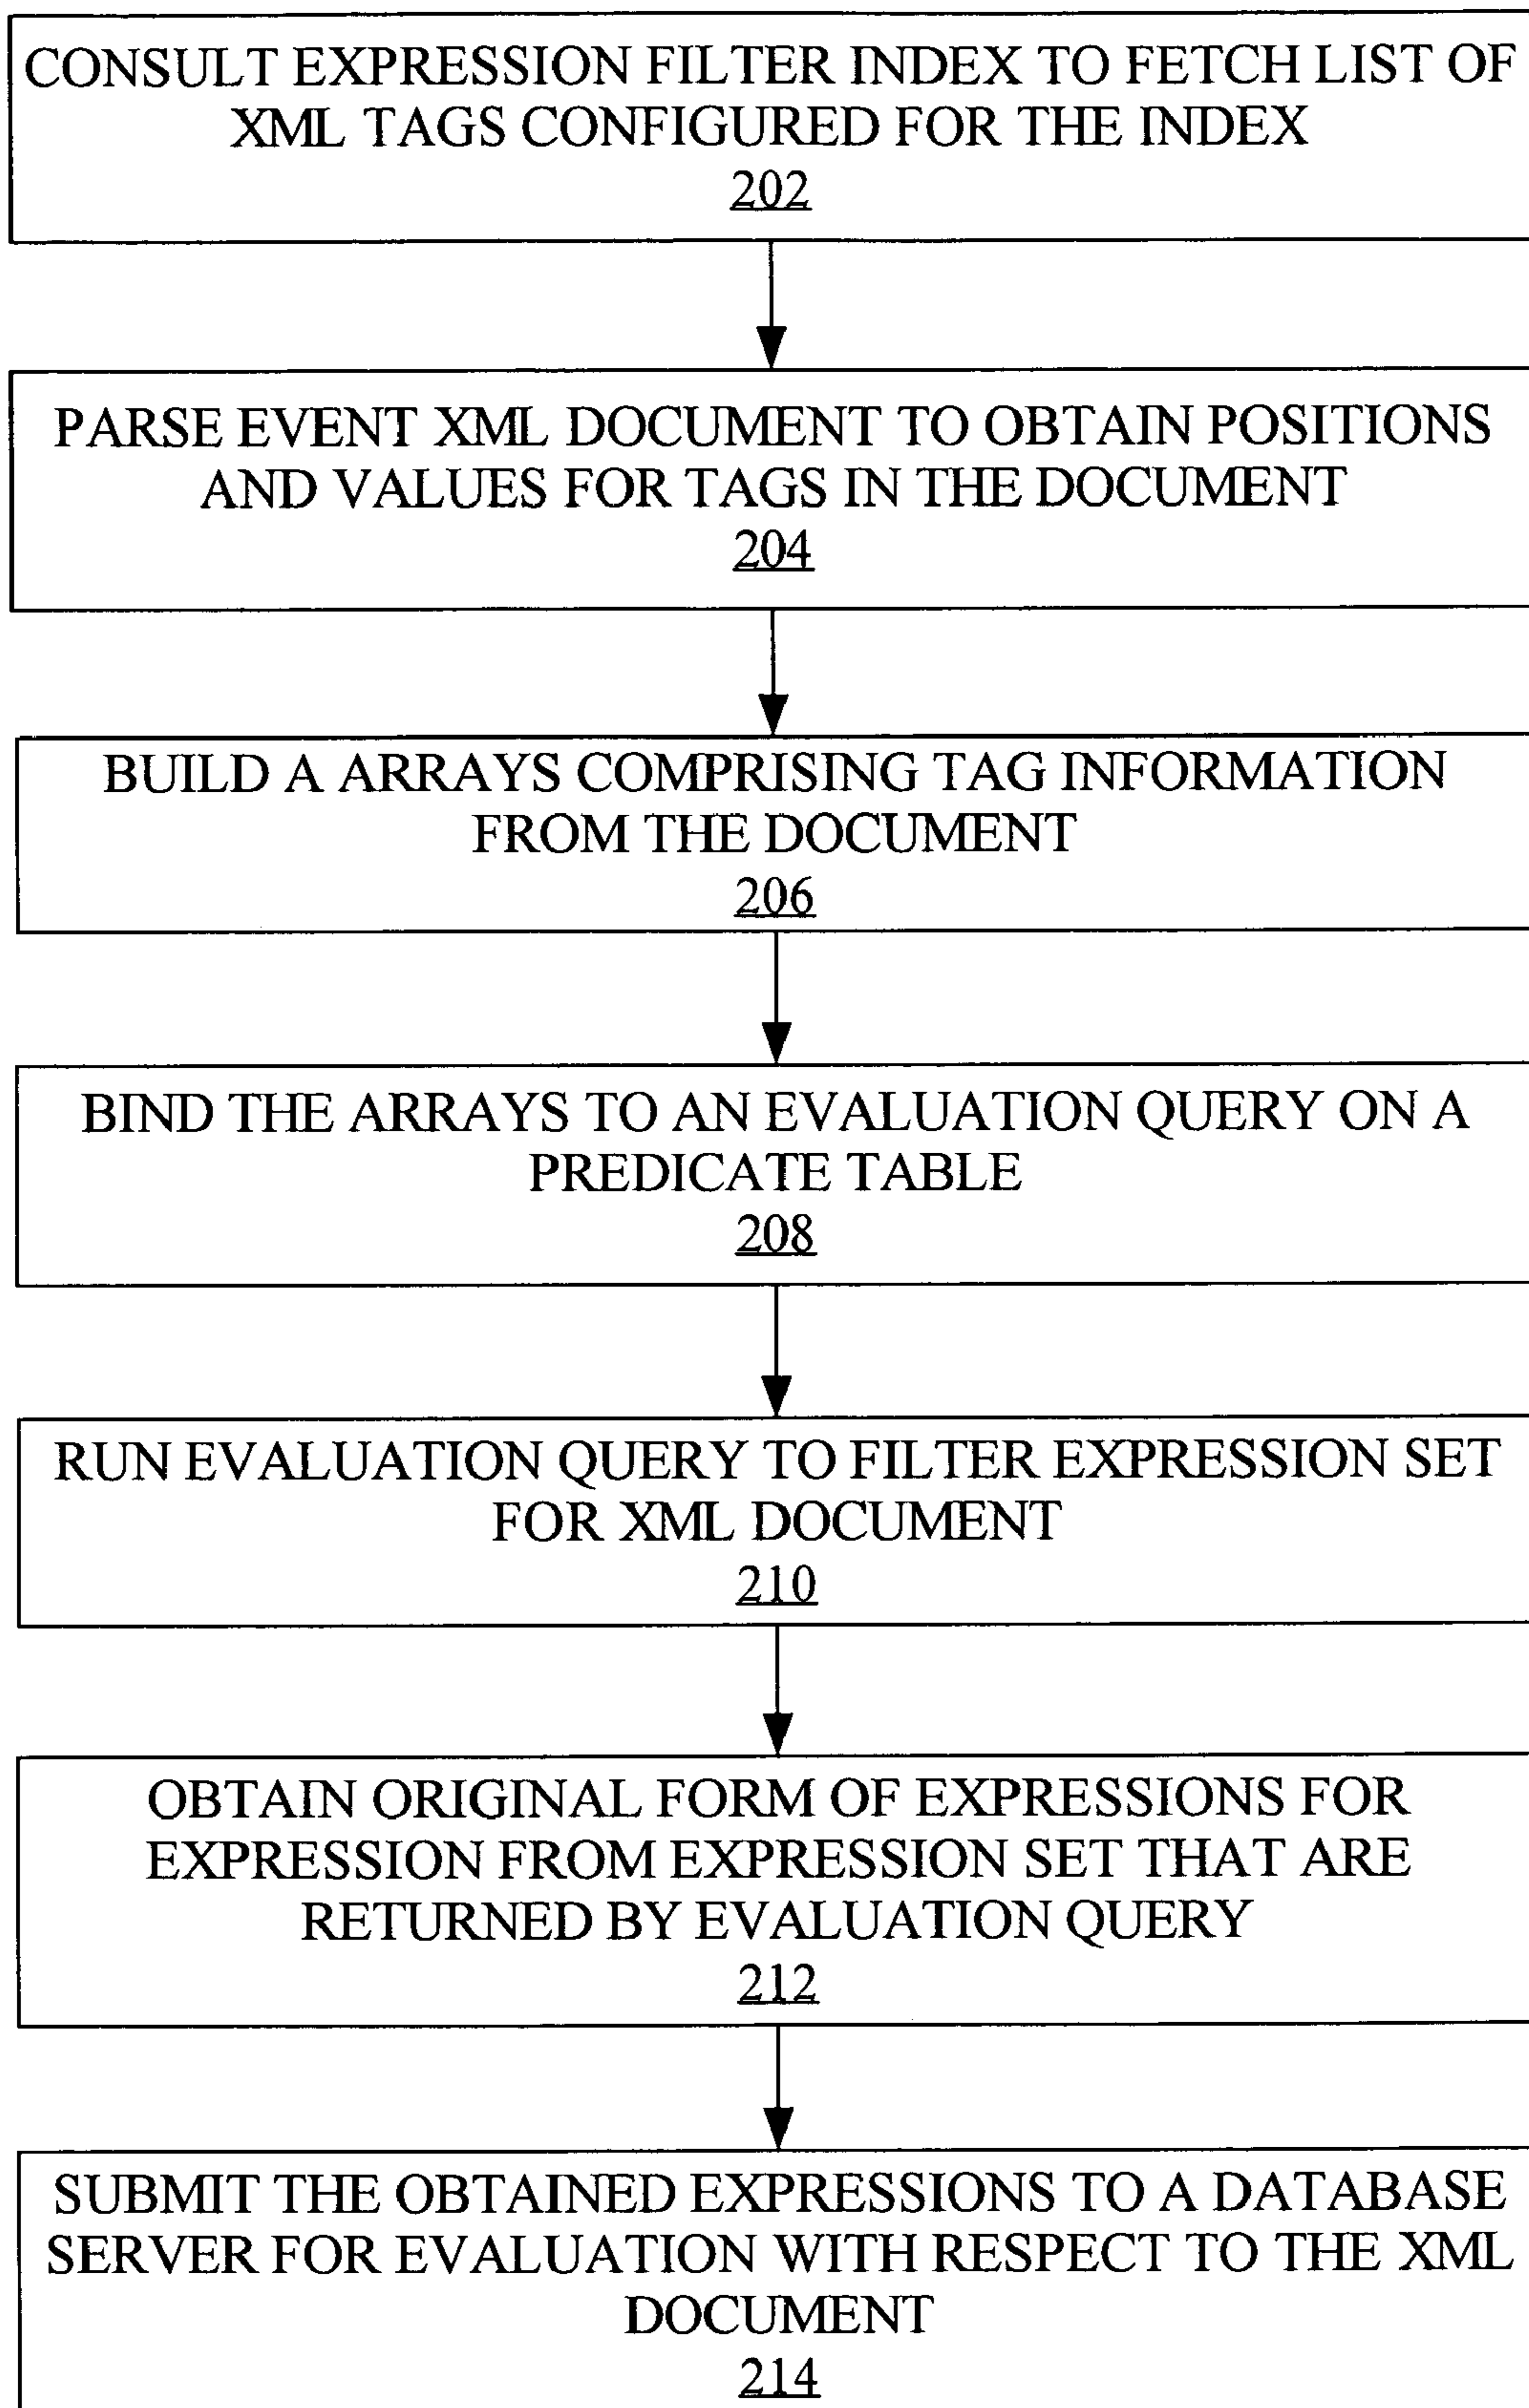 CONSULT EXPRESSION FILTER INDEX TO FETCH LIST OF
XML TAGS CONFIGURED FOR THE INDEX
202
PARSE EVENT XML DOCUMENT TO OBTAIN POSITIONS
AND VALUES FOR TAGS IN THE DOCUMENT
204
BUILD A ARRAYS COMPRISING TAG INFORMATION
FROM THE DOCUMENT
206
BIND THE ARRAYS TO AN EVALUATION QUERY ON A
PREDICATE TABLE
208
RUN EVALUATION QUERY TO FILTER EXPRESSION SET
FOR XML DOCUMENT
210
OBTAIN ORIGINAL FORM OF EXPRESSIONS FOR
EXPRESSION FROM EXPRESSION SET THAT ARE
RETURNED BY EVALUATION QUERY
212
SUBMIT THE OBTAINED EXPRESSIONS TO A DATABASE
SERVER FOR EVALUATION WITH RESPECT TO THE XML
DOCUMENT
214